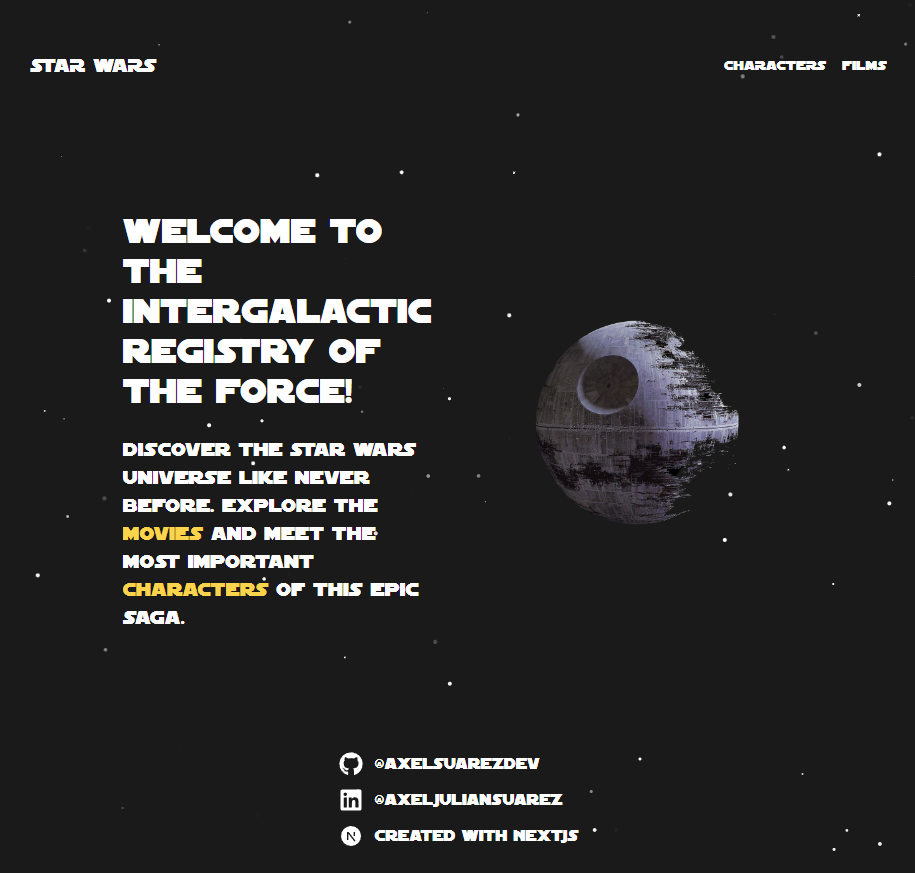 STAR WARS
CHARACTERS FILMS
WELCOME TO
THE
INTERGALACTIC
REGISTRY OF
THE FORCE!
DISCOVER THE STAR WARS
UNIVERSE LIKE NEVER
BEFORE. EXPLORE THE
MOVIES AND MEET THE
MOST IMPORTANT
CHARACTERS OF THIS EPIC
SAGA.
@AXELSUAREZDEV
in @AXELJULIANSUAREZ
N CREATED WITH NEXTJS